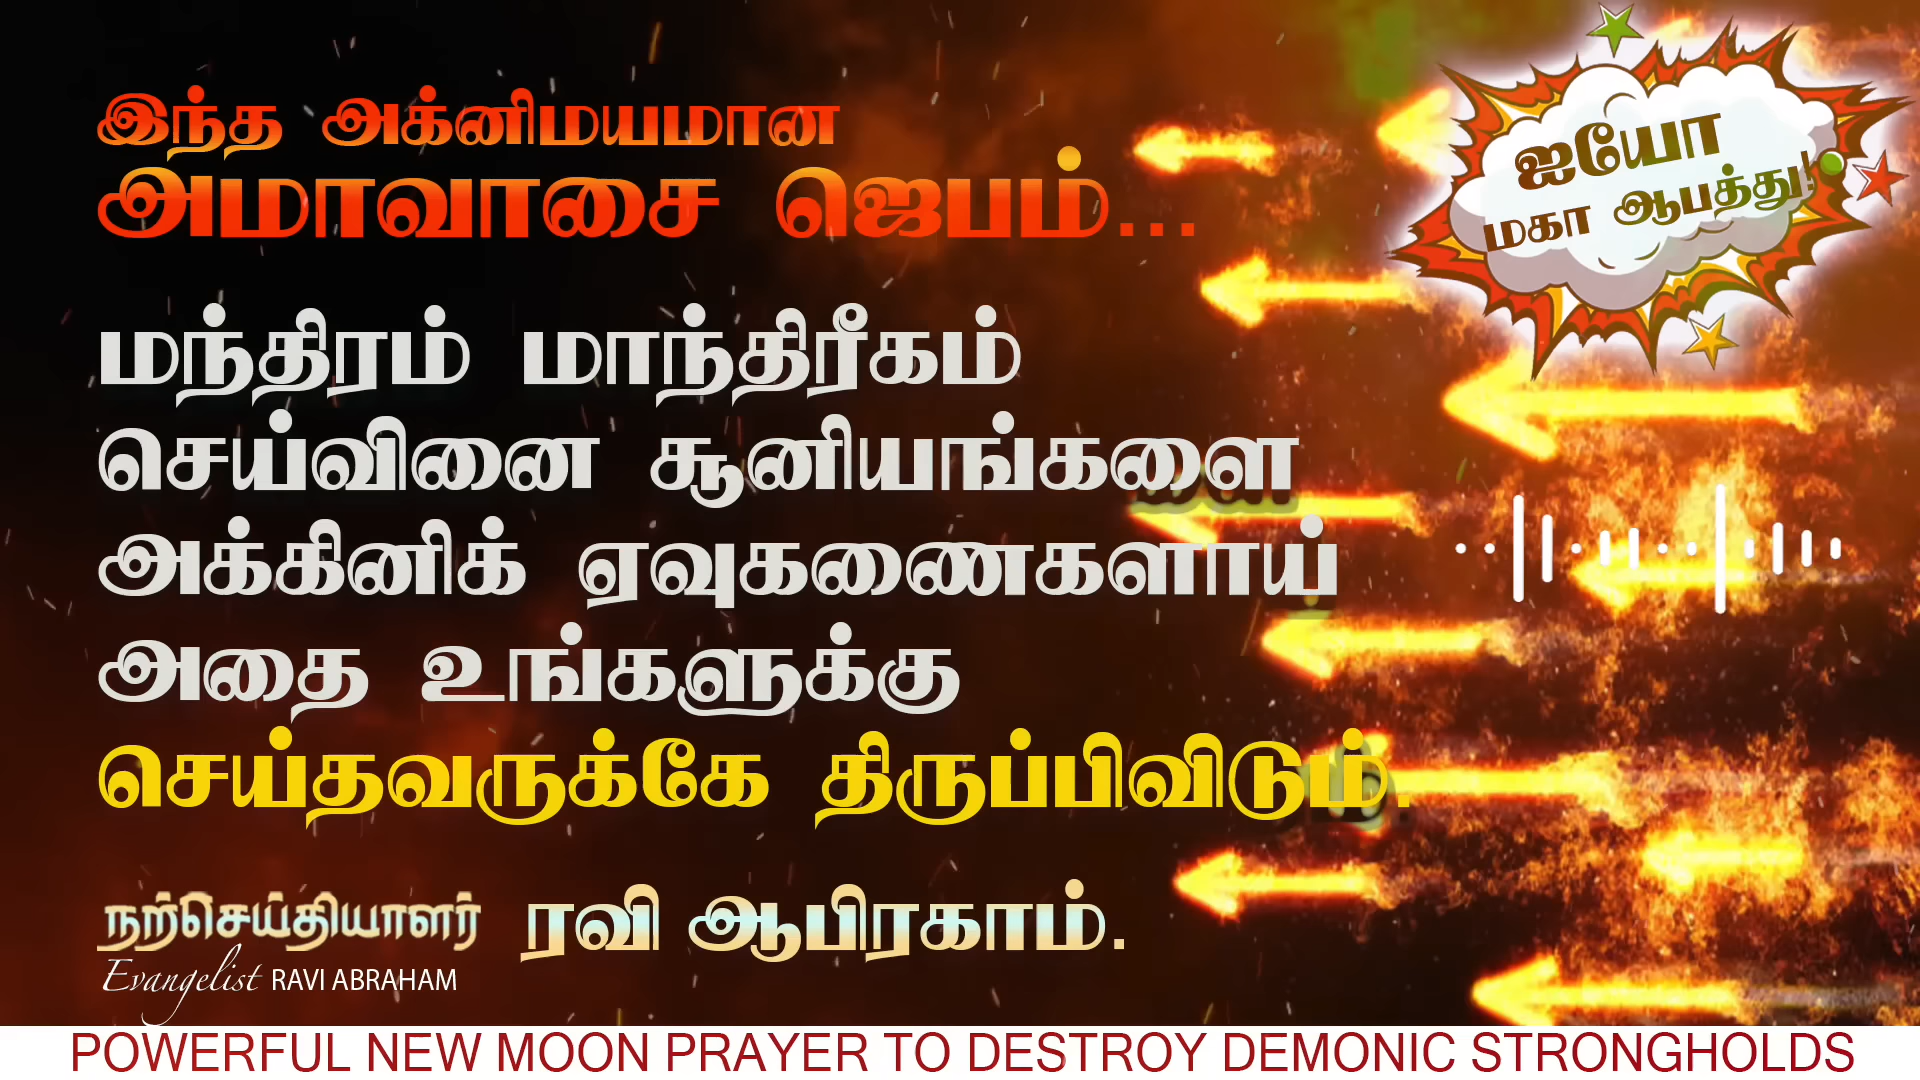 இந்த அக்னிமயமான
அமாவாசை ஜெபம்...
ஐயோ
மகா ஆபத்து!
மந்திரம் மாந்திரீகம்
செய்வினை சூனியங்களை
அக்கினிக் ஏவுகணைகளாய்
அதை உங்களுக்கு
செய்தவருக்கே திருப்பிவிடும்.
நற்செய்தியாளர் ரவி ஆபிரகாம்.
Evangelist RAVI ABRAHAM
POWERFUL NEW MOON PRAYER TO DESTROY DEMONIC STRONGHOLDS